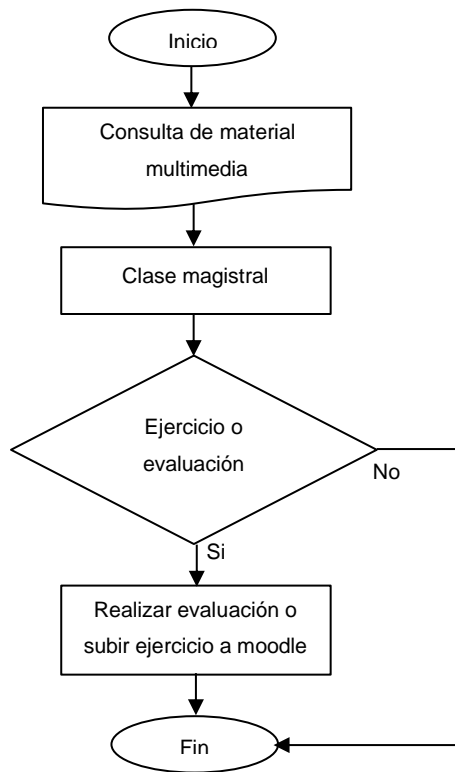 Inicio
Consulta de material
multimedia
Clase magistral
Ejercicio o
evaluación
No
Si
Realizar evaluación o
subir ejercicio a moodle
Fin